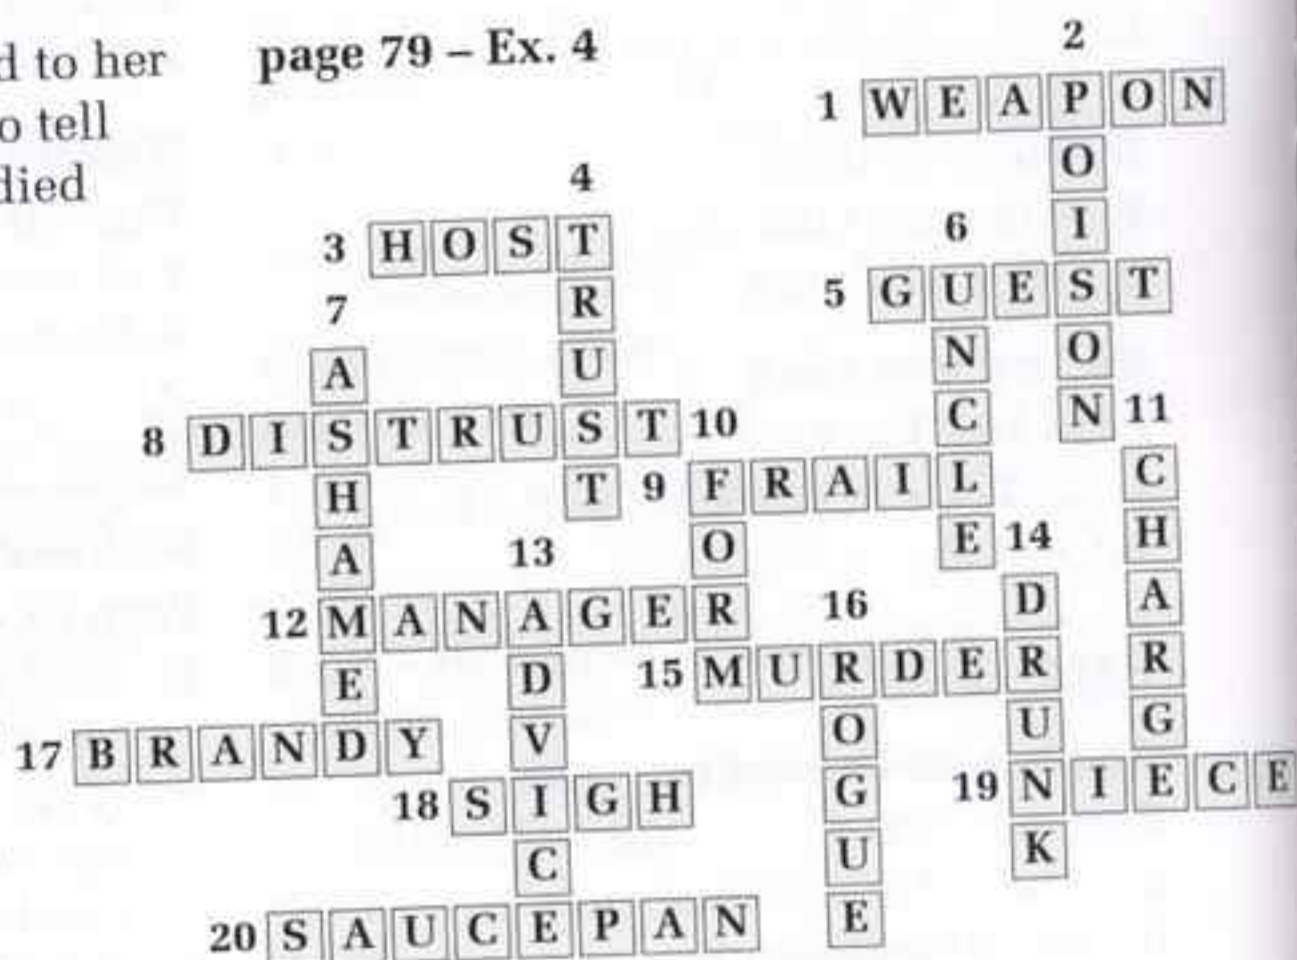 d to her
o tell
died
page 79 – Ex. 4
2
1 WEAPON
O
4
3 HOST
6
I
7
R
5 GUEST
A
U
N
O
8 DISTRUST
10
C
N
11
H
T
9 FRAIL
C
A
13
O
E
14
H
12 MANAGER
16
D
A
E
D
15 MURDER
R
17 BRANDY
V
O
U
G
18 SIGH
G
19 NIECE
C
U
K
20 SAUCEPAN
E